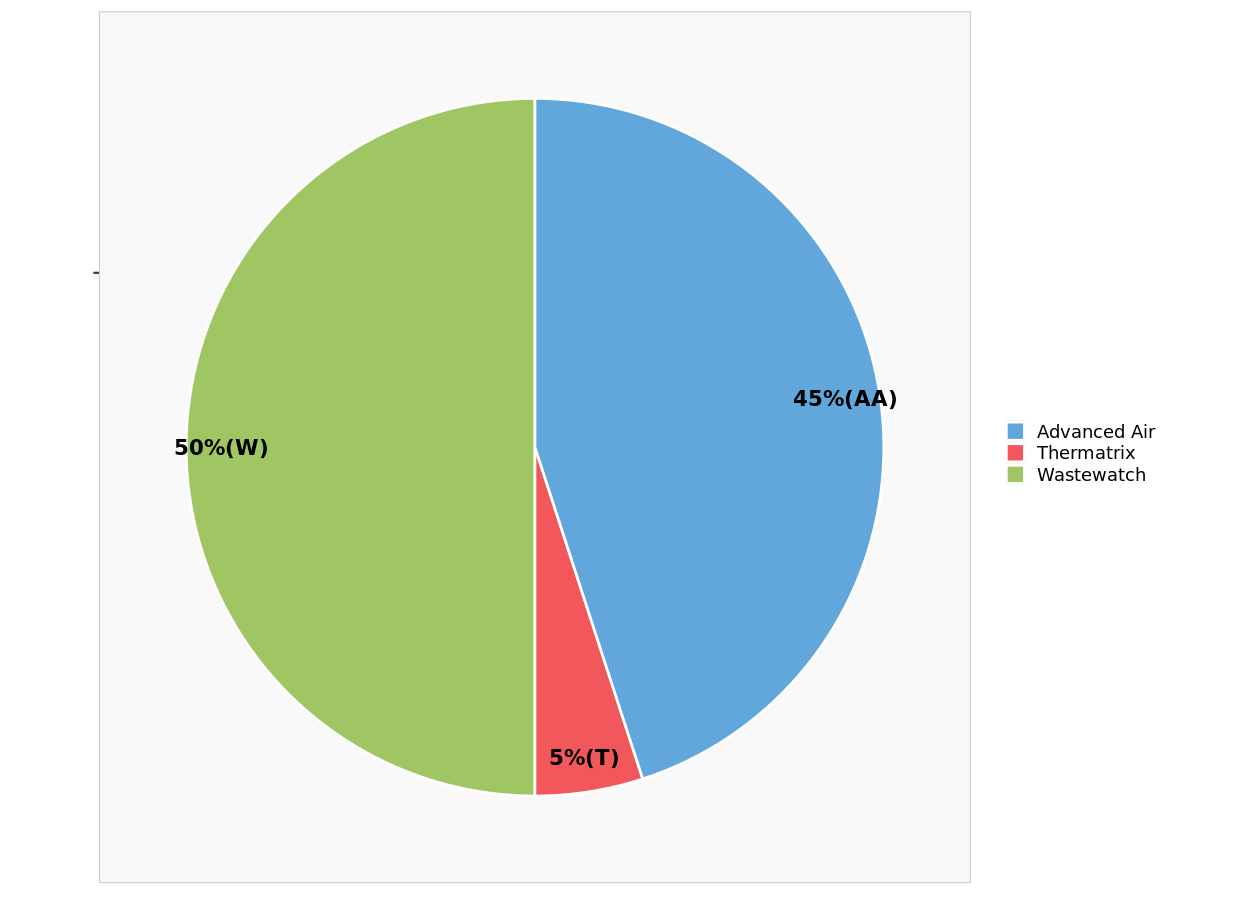 45%(AA)
50%(W)
5%(T)
Advanced Air
Thermatrix
Wastewatch